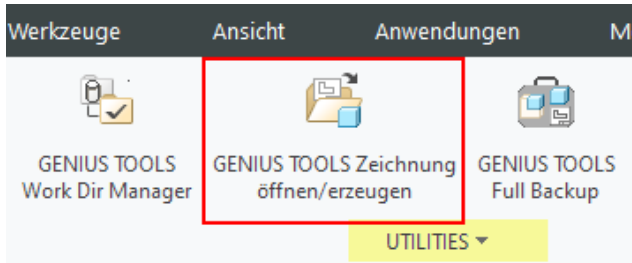 Werkzeuge Ansicht Anwendungen M
GENIUS TOOLS GENIUS TOOLS Zeichnung GENIUS TOOLS
Work Dir Manager öffnen/erzeugen Full Backup
UTILITIES